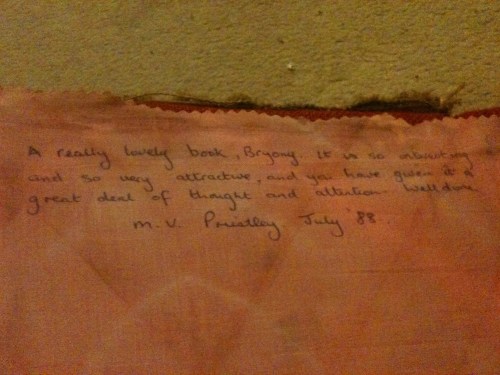 A really lovely book, Bryony. It is so interesting
and so very attractive, and you have given it a
great deal of thought and attention. Well done
M. V. Priestley July '88.